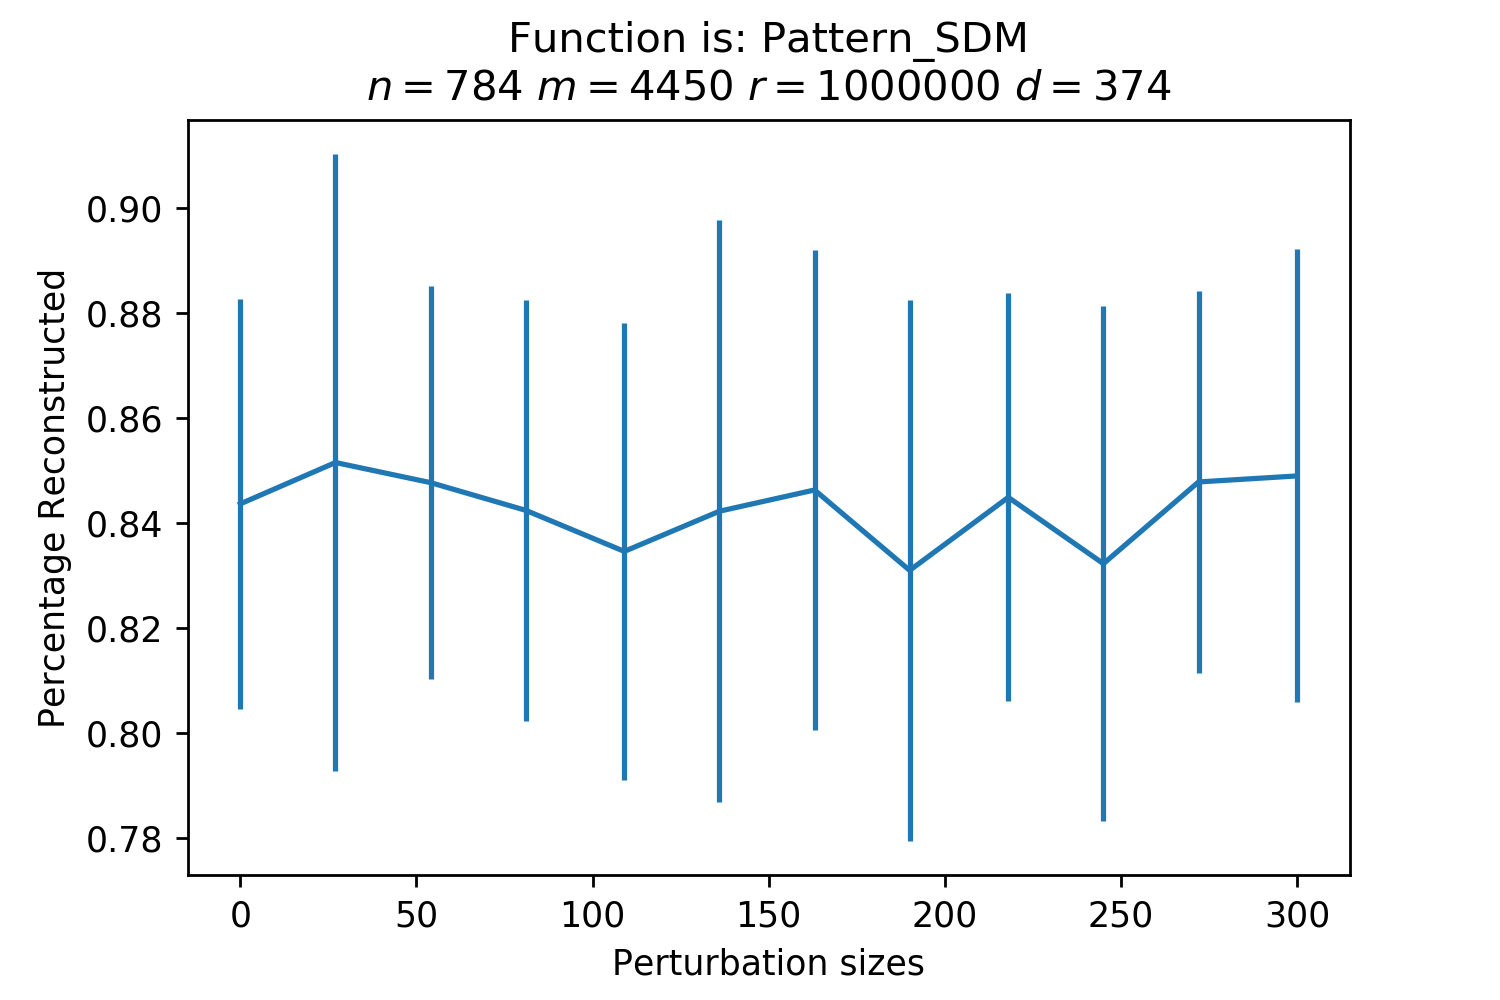 Function is: Pattern_SDM
n = 784 m = 4450 r = 1000000 d = 374
Percentage Reconstructed
0.90
0.88
0.86
0.84
0.82
0.80
0.78
0 50 100 150 200 250 300
Perturbation sizes